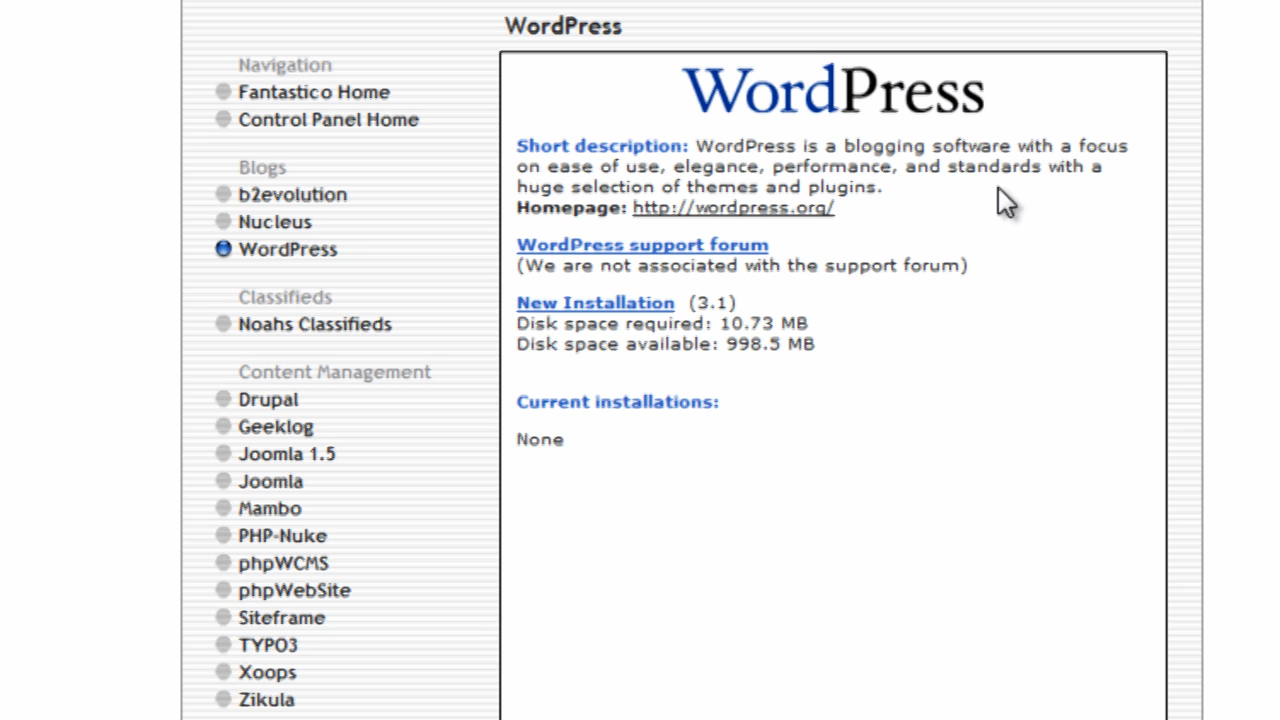 WordPress
Navigation
Fantastico Home
Control Panel Home
Blogs
b2evolution
Nucleus
WordPress
Classifieds
Noahs Classifieds
Content Management
Drupal
Geeklog
Joomla 1.5
Joomla
Mambo
PHP-Nuke
phpWCMS
phpWebSite
Siteframe
TYPO3
Xoops
Zikula
WordPress
Short description: WordPress is a blogging software with a focus
on ease of use, elegance, performance, and standards with a
huge selection of themes and plugins.
Homepage: http://wordpress.org/
WordPress support forum
(We are not associated with the support forum)
New Installation (3.1)
Disk space required: 10.73 MB
Disk space available: 998.5 MB
Current installations:
None